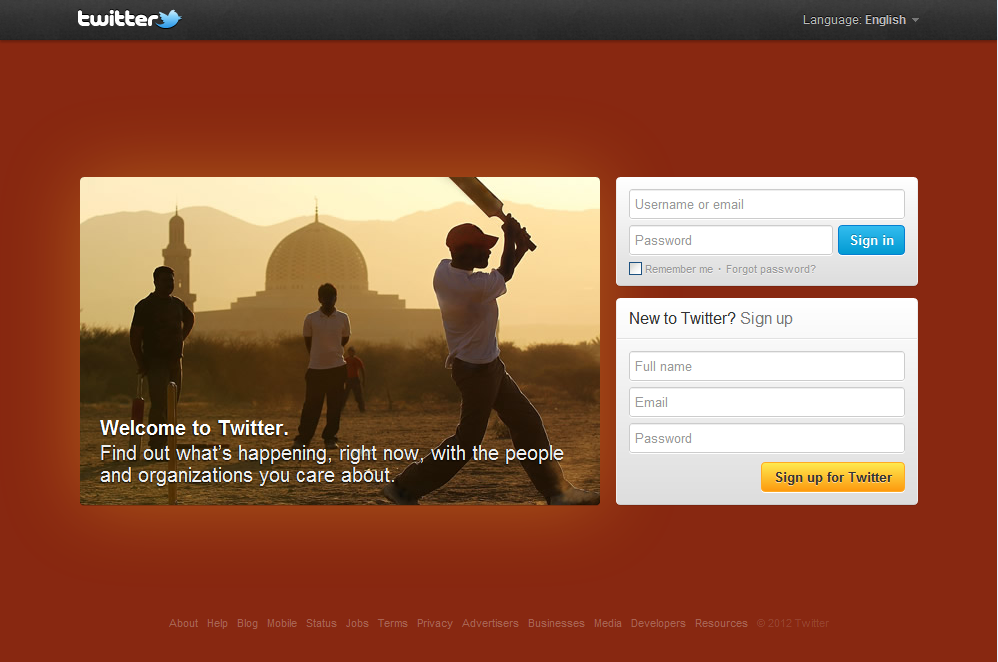 twitter
Language: English
Username or email
Password
Sign in
Remember me · Forgot password?
New to Twitter? Sign up
Full name
Email
Password
Sign up for Twitter
Welcome to Twitter.
Find out what's happening, right now, with the people
and organizations you care about.
About Help Blog Mobile Status Jobs Terms Privacy Advertisers Businesses Media Developers Resources © 2012 Twitter